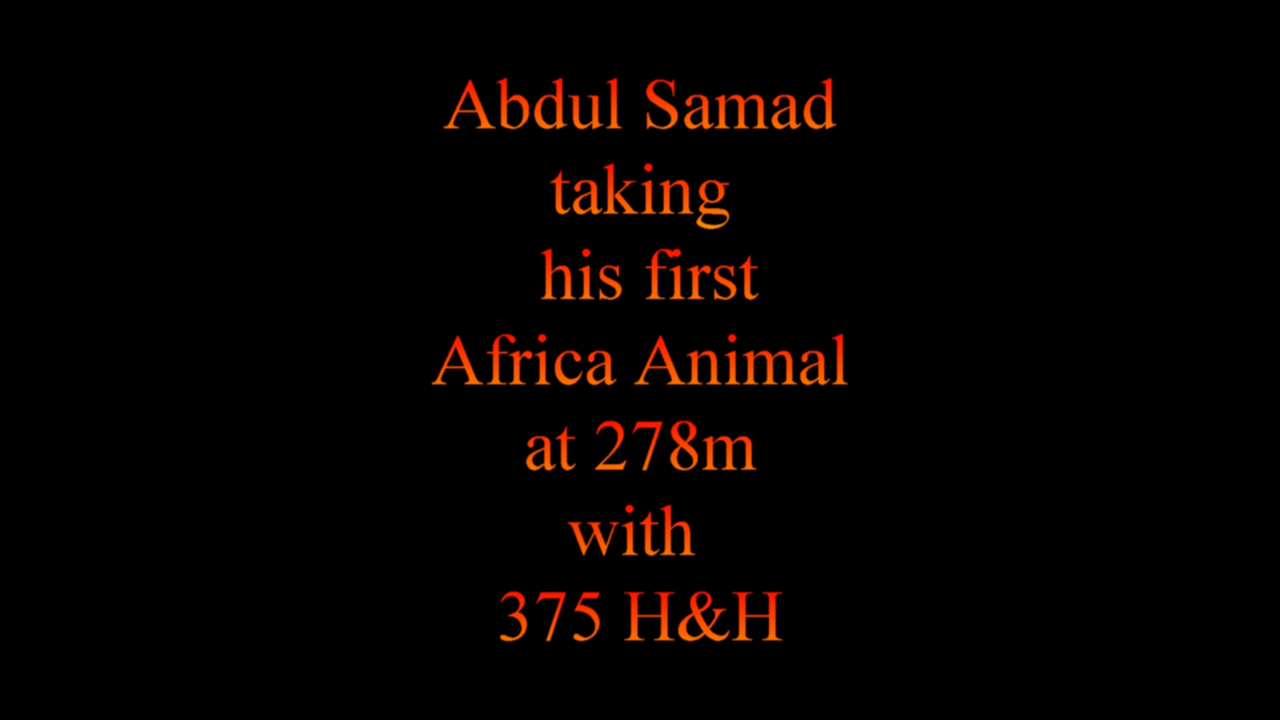 Abdul Samad
taking
his first
Africa Animal
at 278m
with
375 H&H